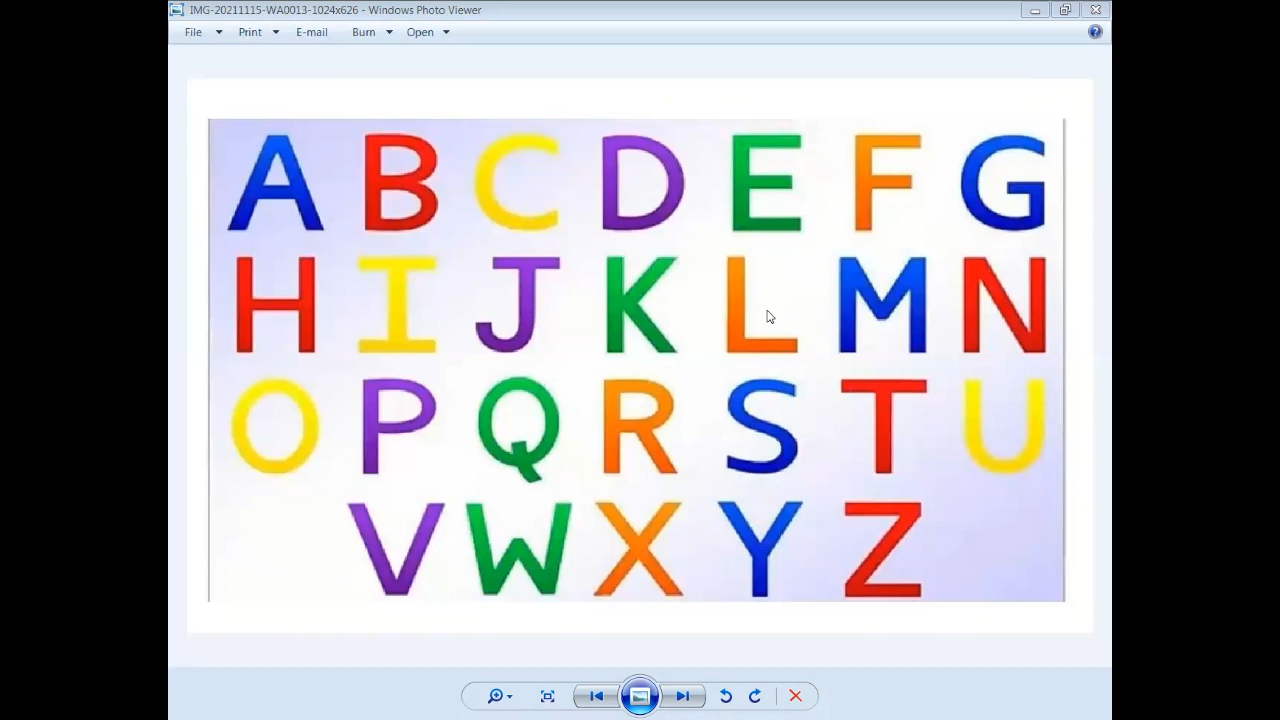 IMG-20211115-WA0013-1024x626 - Windows Photo Viewer
File Print E-mail Burn Open
A B C D E F G
H I J K L M N
O P Q R S T U
V W X Y Z